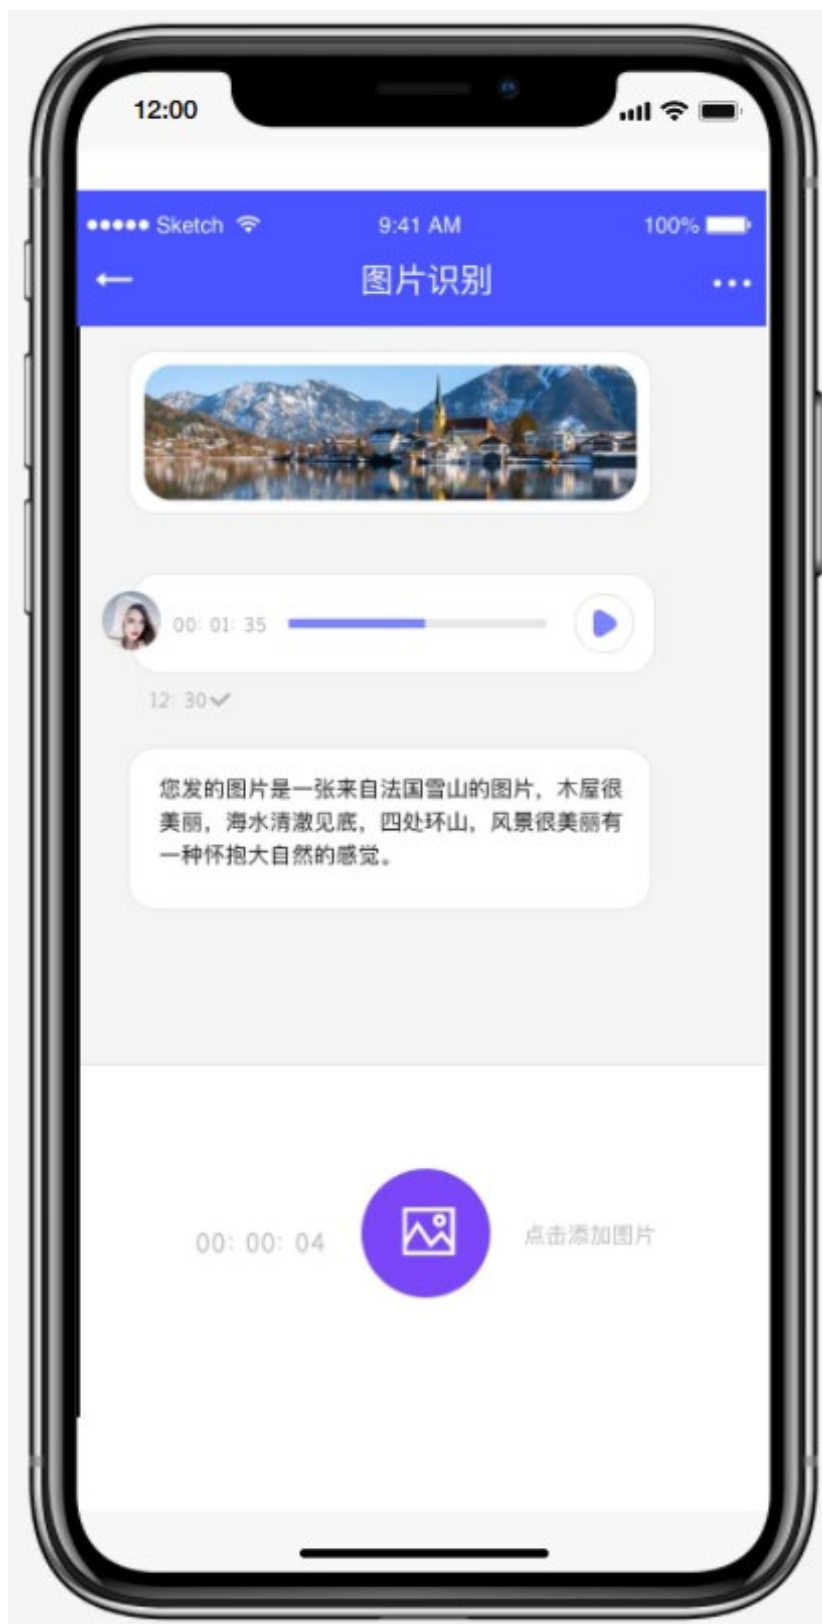 12:00
Sketch 9:41 AM 100%
图片识别
00: 01: 35
12: 30
您发的图片是一张来自法国雪山的图片，木屋很
美丽，海水清澈见底，四处环山，风景很美丽有
一种怀抱大自然的感觉。
00: 00: 04
点击添加图片